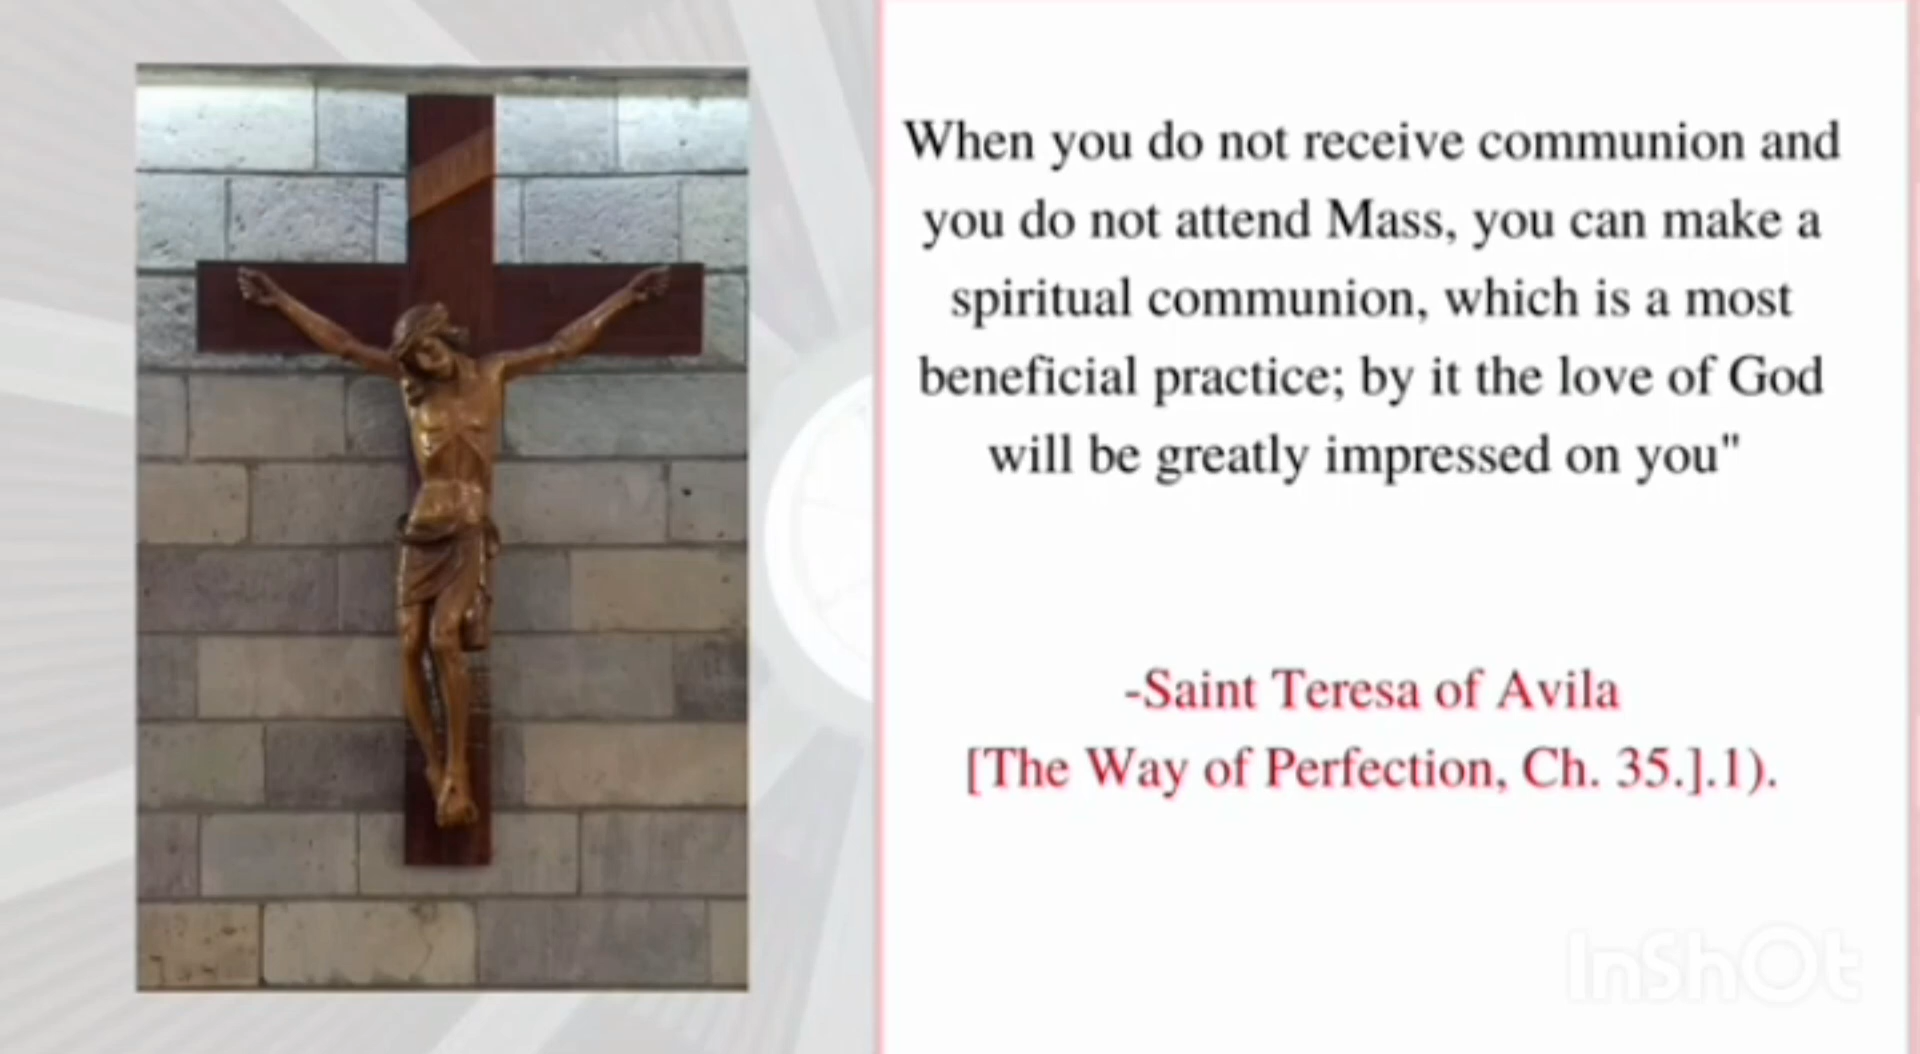 When you do not receive communion and
you do not attend Mass, you can make a
spiritual communion, which is a most
beneficial practice; by it the love of God
will be greatly impressed on you"
-Saint Teresa of Avila
[The Way of Perfection, Ch. 35.].1).
InShOt